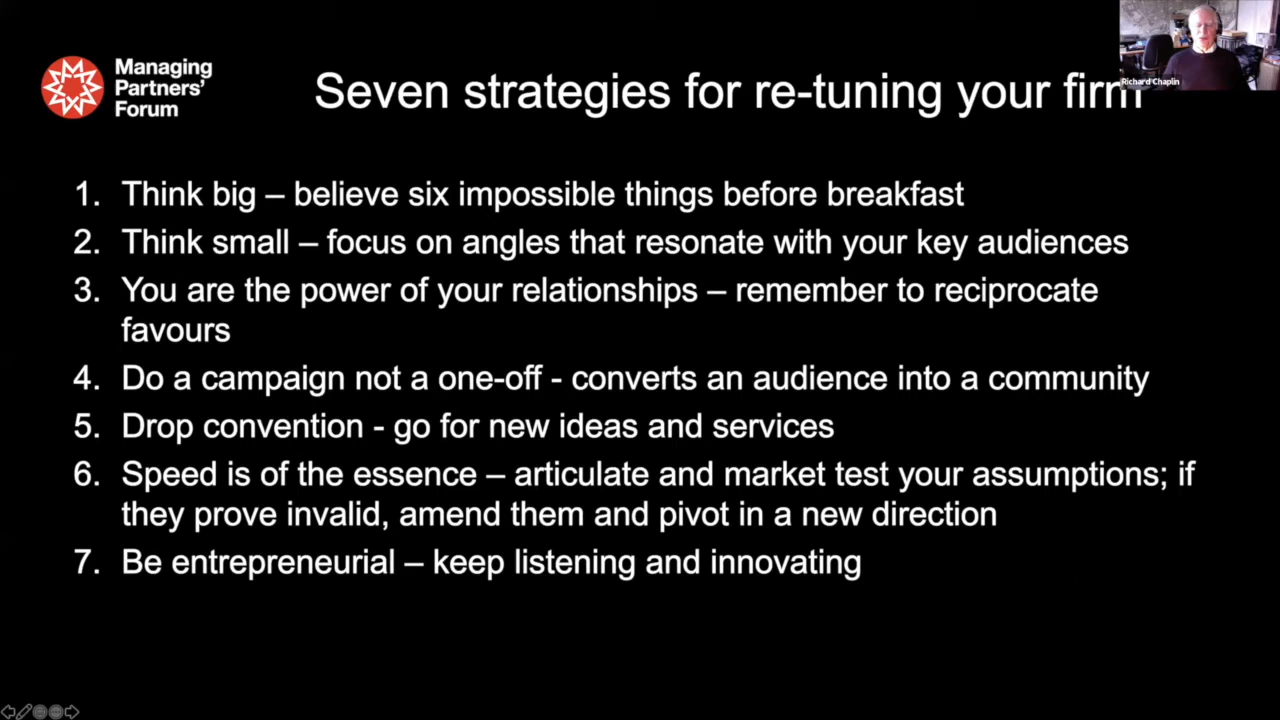 Managing
Partners'
Forum
Seven strategies for re-tuning your firm
Richard Chaplin
1. Think big – believe six impossible things before breakfast
2. Think small – focus on angles that resonate with your key audiences
3. You are the power of your relationships – remember to reciprocate
favours
4. Do a campaign not a one-off - converts an audience into a community
5. Drop convention - go for new ideas and services
6. Speed is of the essence – articulate and market test your assumptions; if
they prove invalid, amend them and pivot in a new direction
7. Be entrepreneurial – keep listening and innovating